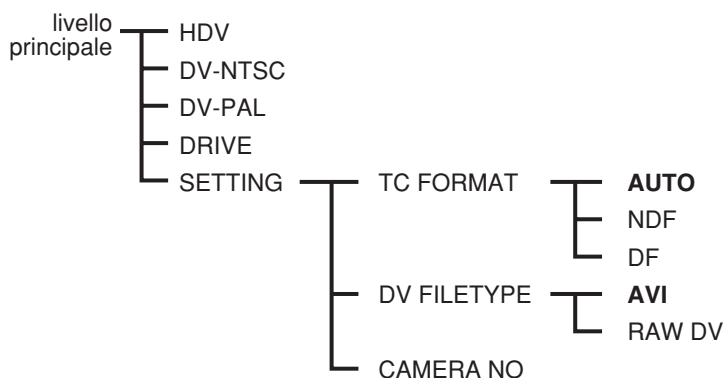 livello
principale
HDV
DV-NTSC
DV-PAL
DRIVE
SETTING
TC FORMAT
AUTO
NDF
DF
DV FILETYPE
AVI
RAW DV
CAMERA NO